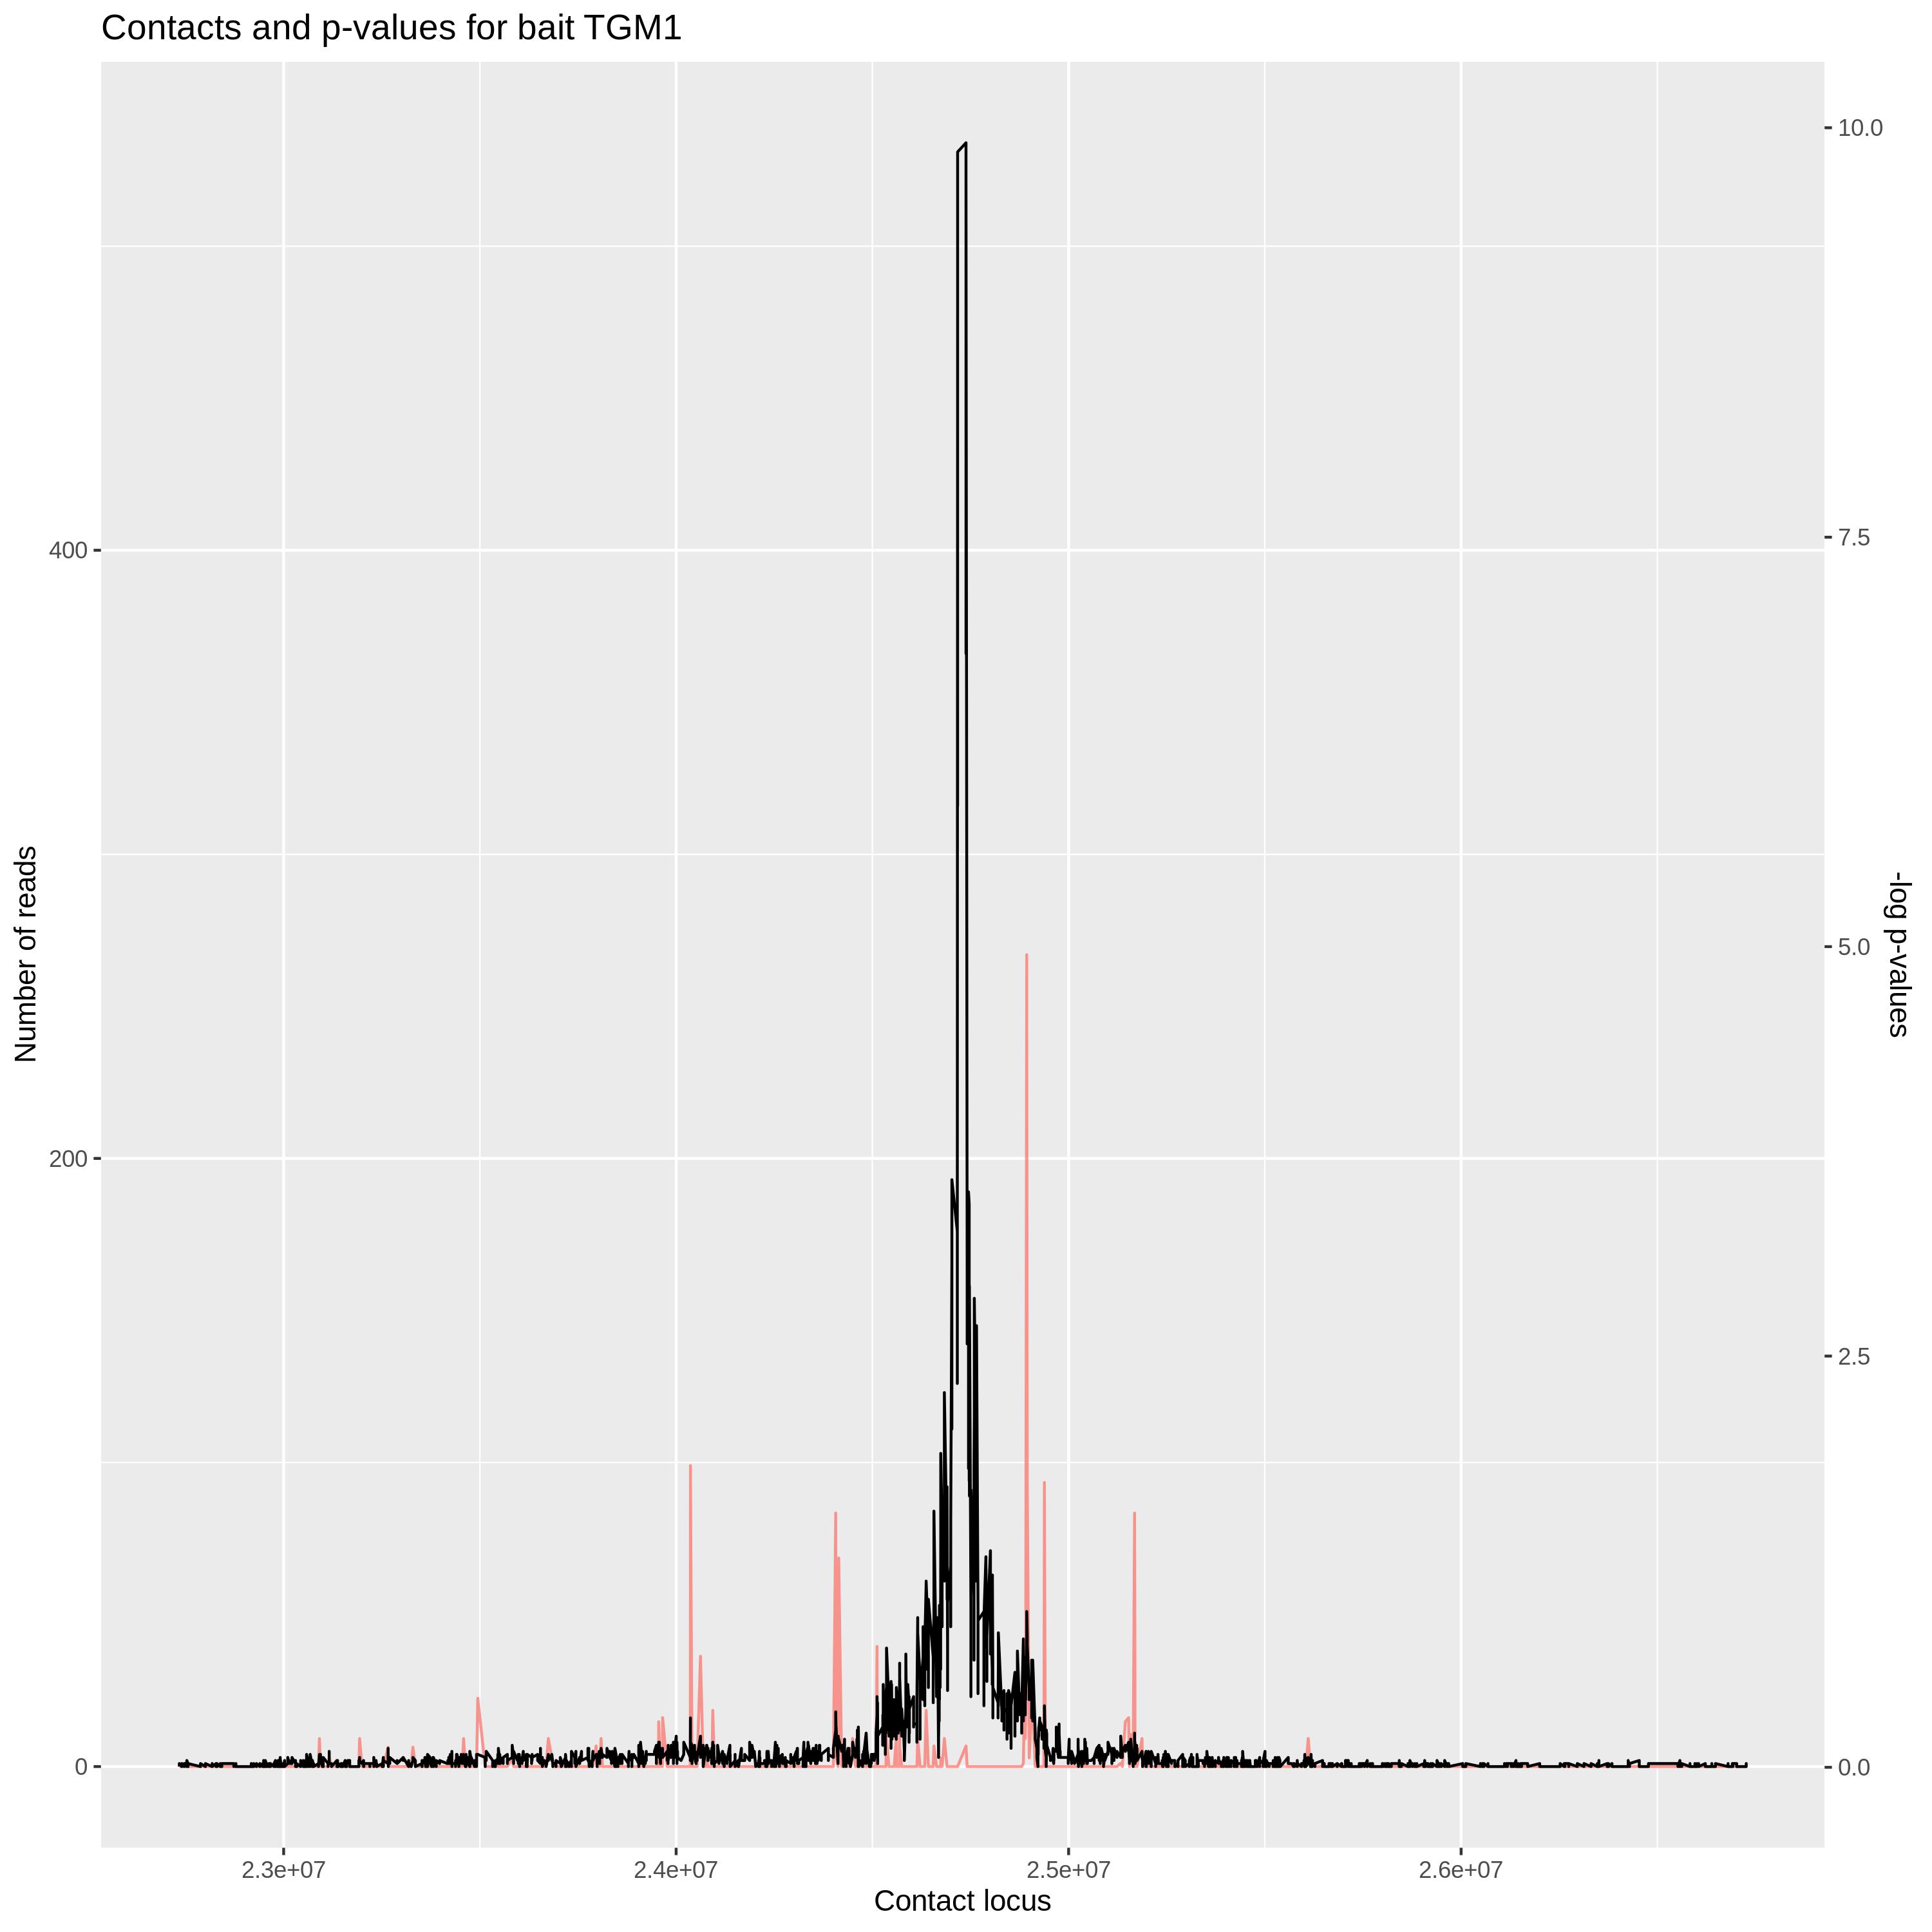 Contacts and p-values for bait TGM1
10.0
400
7.5
Number of reads
-log p-values
5.0
200
2.5
0
0.0
2.3e+07
2.4e+07
2.5e+07
2.6e+07
Contact locus